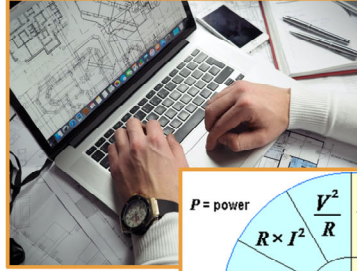 P = power
R × I²
V²
R